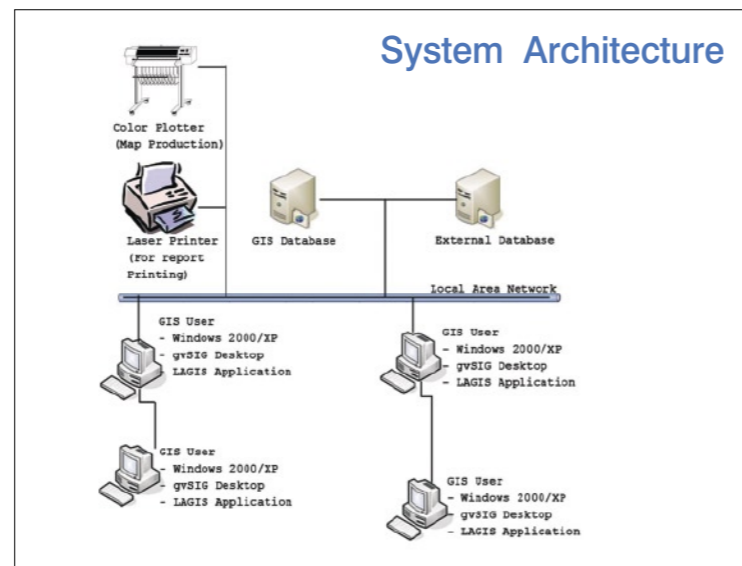 System Architecture
Color Plotter
(Map Production)
Laser Printer
(For report
Printing)
GIS Database
External Database
Local Area Network
GIS User
- Windows 2000/XP
- gvSIG Desktop
- LAGIS Application
GIS User
- Windows 2000/XP
- gvSIG Desktop
- LAGIS Application
GIS User
- Windows 2000/XP
- gvSIG Desktop
- LAGIS Application
GIS User
- Windows 2000/XP
- gvSIG Desktop
- LAGIS Application